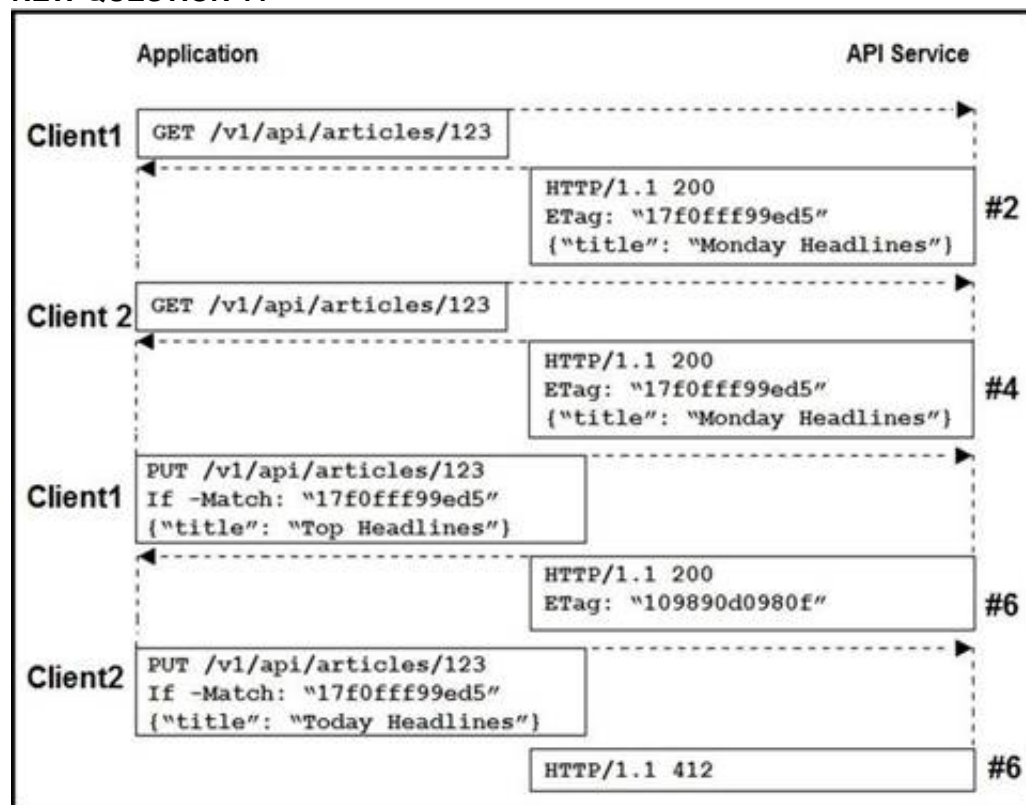 Application API Service
Client1 GET /v1/api/articles/123
HTTP/1.1 200
ETag: “17f0fff99ed5” #2
{“title”: “Monday Headlines”}
Client 2 GET /v1/api/articles/123
HTTP/1.1 200
ETag: “17f0fff99ed5” #4
{“title”: “Monday Headlines”}
PUT /v1/api/articles/123
Client1 If -Match: “17f0fff99ed5”
{“title”: “Top Headlines”}
HTTP/1.1 200
ETag: “109890d0980f” #6
PUT /v1/api/articles/123
Client2 If -Match: “17f0fff99ed5”
{“title”: “Today Headlines”}
HTTP/1.1 412 #6